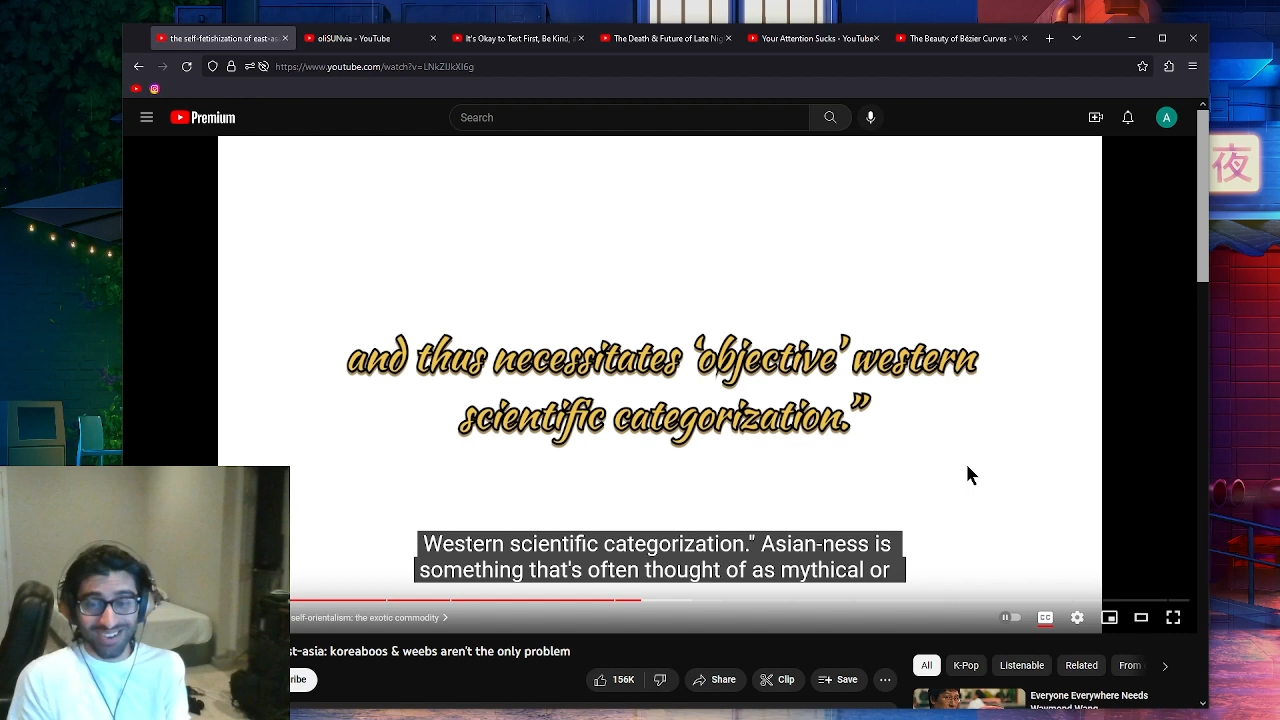 the self-fetishization of east-as
oliSUNvia - YouTube
It's Okay to Text First, Be Kind,
The Death & Future of Late Nig
Your Attention Sucks - YouTube
The Beauty of Bézier Curves - Y
https://www.youtube.com/watch?v=LNkZlJkXI6g
Premium
Search
A
夜
and thus necessitates ‘objective’ western
scientific categorization.”
Western scientific categorization." Asian-ness is
something that's often thought of as mythical or
self-orientalism: the exotic commodity
CC
st-asia: koreaboos & weebs aren't the only problem
ribe
156K
Share
Clip
Save
All
K-Pop
Listenable
Related
From
Everyone Everywhere Needs
Waymond Wang